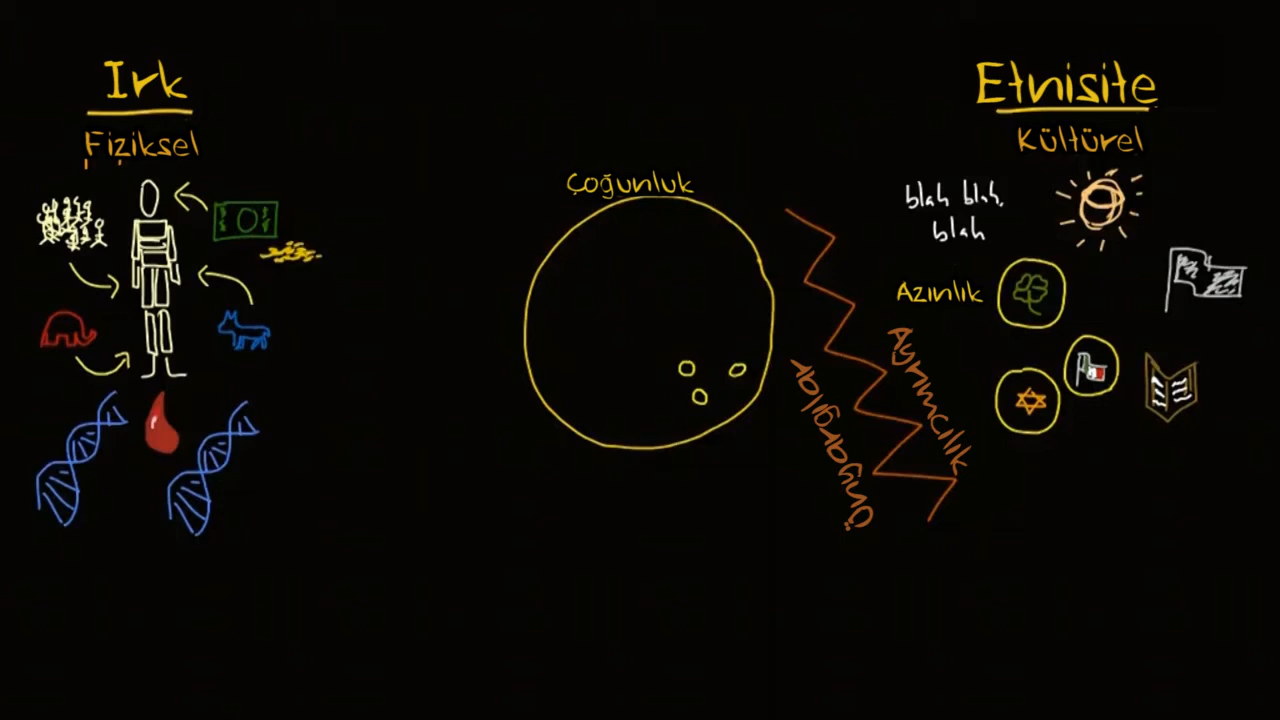 Irk
Fiziksel
Çoğunluk
Önyargılar
Ayrımcılık
Etnisite
Kültürel
blah blah,
blah
Azınlık